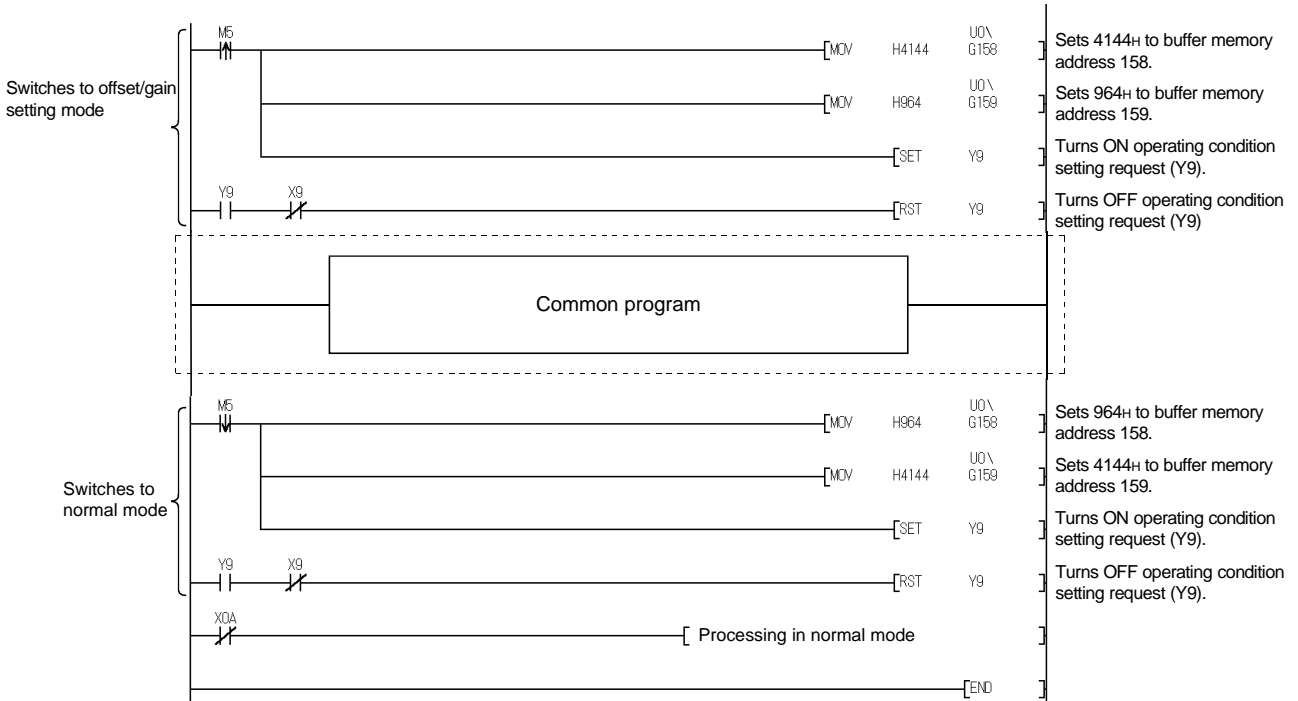 M5
U0\
MOV H4144 G158
Sets 4144H to buffer memory
address 158.
Switches to offset/gain
setting mode
U0\
MOV H964 G159
Sets 964H to buffer memory
address 159.
SET Y9
Turns ON operating condition
setting request (Y9).
Y9 X9
RST Y9
Turns OFF operating condition
setting request (Y9)
Common program
M5
U0\
MOV H964 G158
Sets 964H to buffer memory
address 158.
Switches to
normal mode
U0\
MOV H4144 G159
Sets 4144H to buffer memory
address 159.
SET Y9
Turns ON operating condition
setting request (Y9).
Y9 X9
RST Y9
Turns OFF operating condition
setting request (Y9).
X0A
Processing in normal mode
END